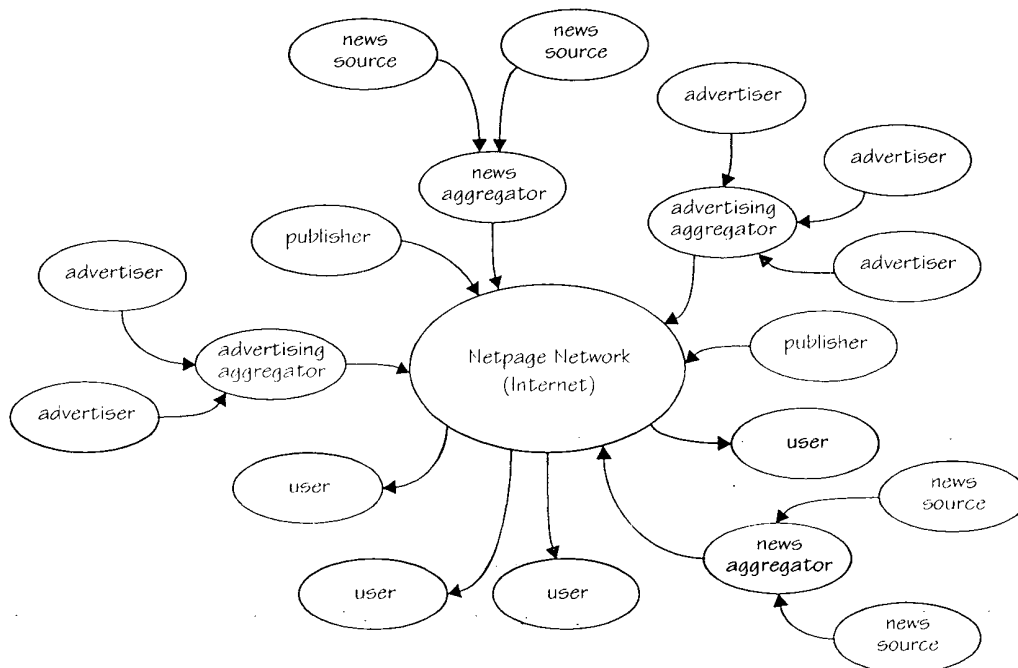 news
source
news
source
advertiser
news
aggregator
advertiser
advertising
aggregator
publisher
advertiser
advertiser
publisher
advertising
aggregator
Netpage Network
(Internet)
advertiser
user
user
news
source
news
aggregator
user
user
news
source